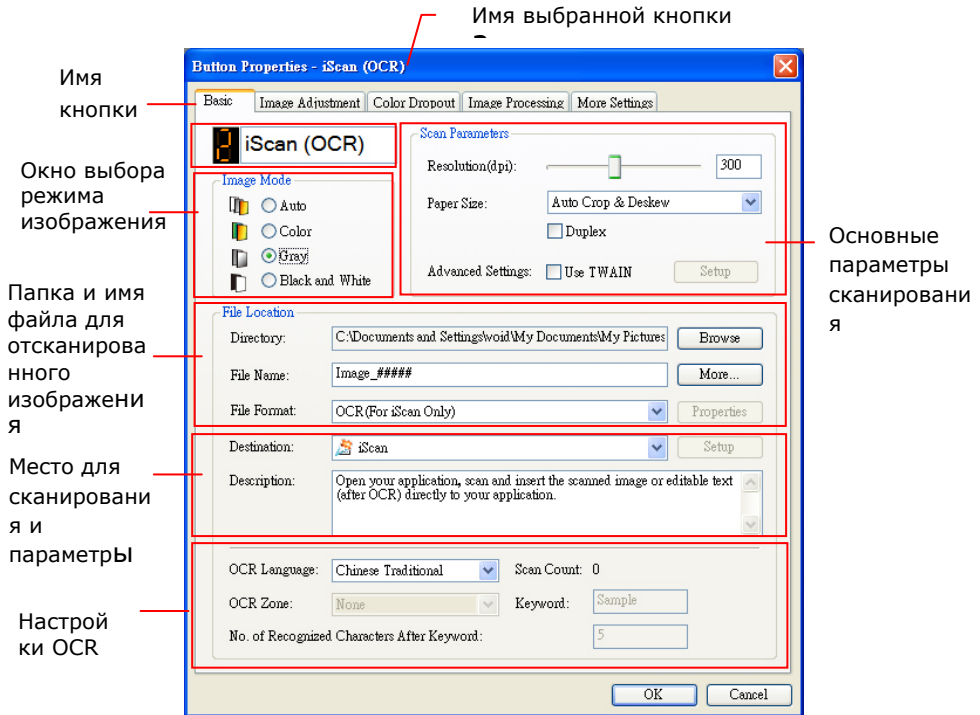 Имя выбранной кнопки
Имя
кнопки
Окно выбора
режима
изображения
Папка и имя
файла для
отсканирова
нного
изображени
я
Место для
сканировани
я и
параметры
Настрой
ки OCR
Button Properties - iScan (OCR)
Basic
Image Adjustment
Color Dropout
Image Processing
More Settings
2 iScan (OCR)
Image Mode
Auto
Color
Gray
Black and White
Scan Parameters
Resolution(dpi): 300
Paper Size: Auto Crop & Deskew
Duplex
Advanced Settings: Use TWAIN Setup
File Location
Directory: C:\Documents and Settings\void\My Documents\My Pictures Browse
File Name: Image_##### More...
File Format: OCR(For iScan Only) Properties
Destination: iScan Setup
Description: Open your application, scan and insert the scanned image or editable text
(after OCR) directly to your application.
OCR Language: Chinese Traditional Scan Count: 0
OCR Zone: None Keyword: Sample
No. of Recognized Characters After Keyword: 5
OK Cancel
Основные
параметры
сканировани
я